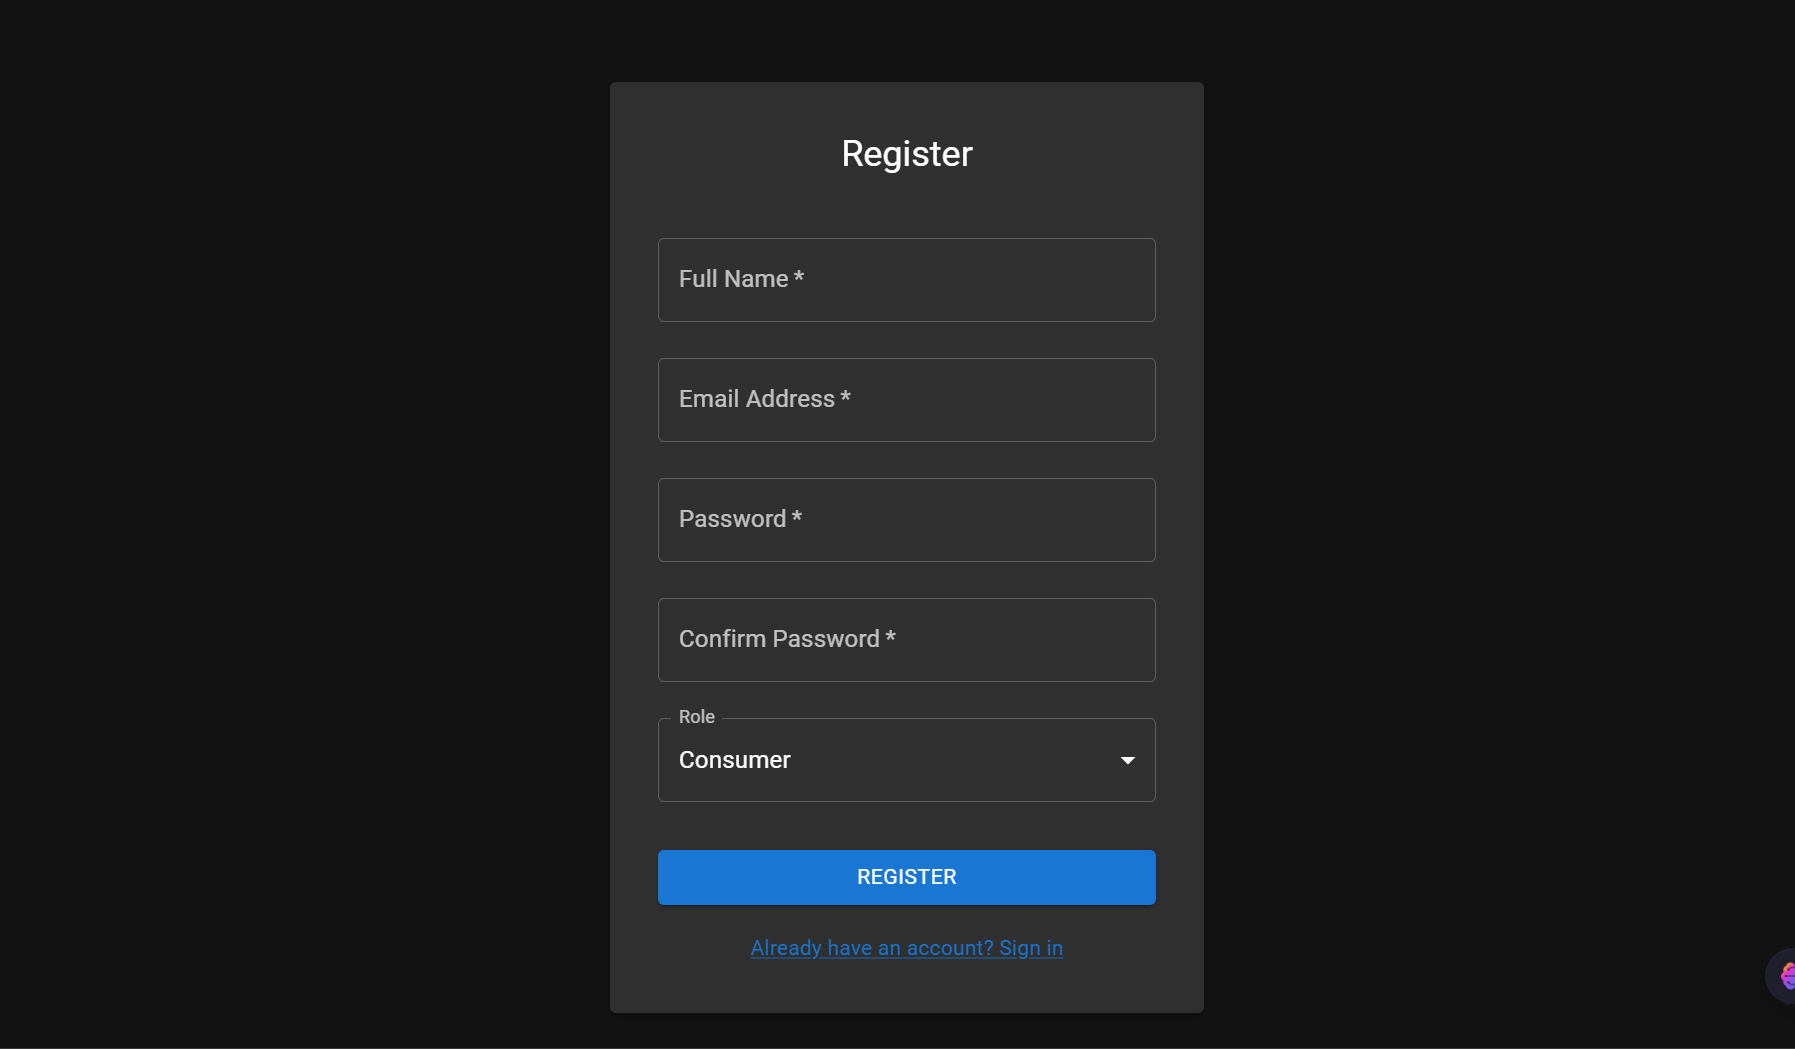 Register
Full Name *
Email Address *
Password *
Confirm Password *
Role
Consumer
REGISTER
Already have an account? Sign in